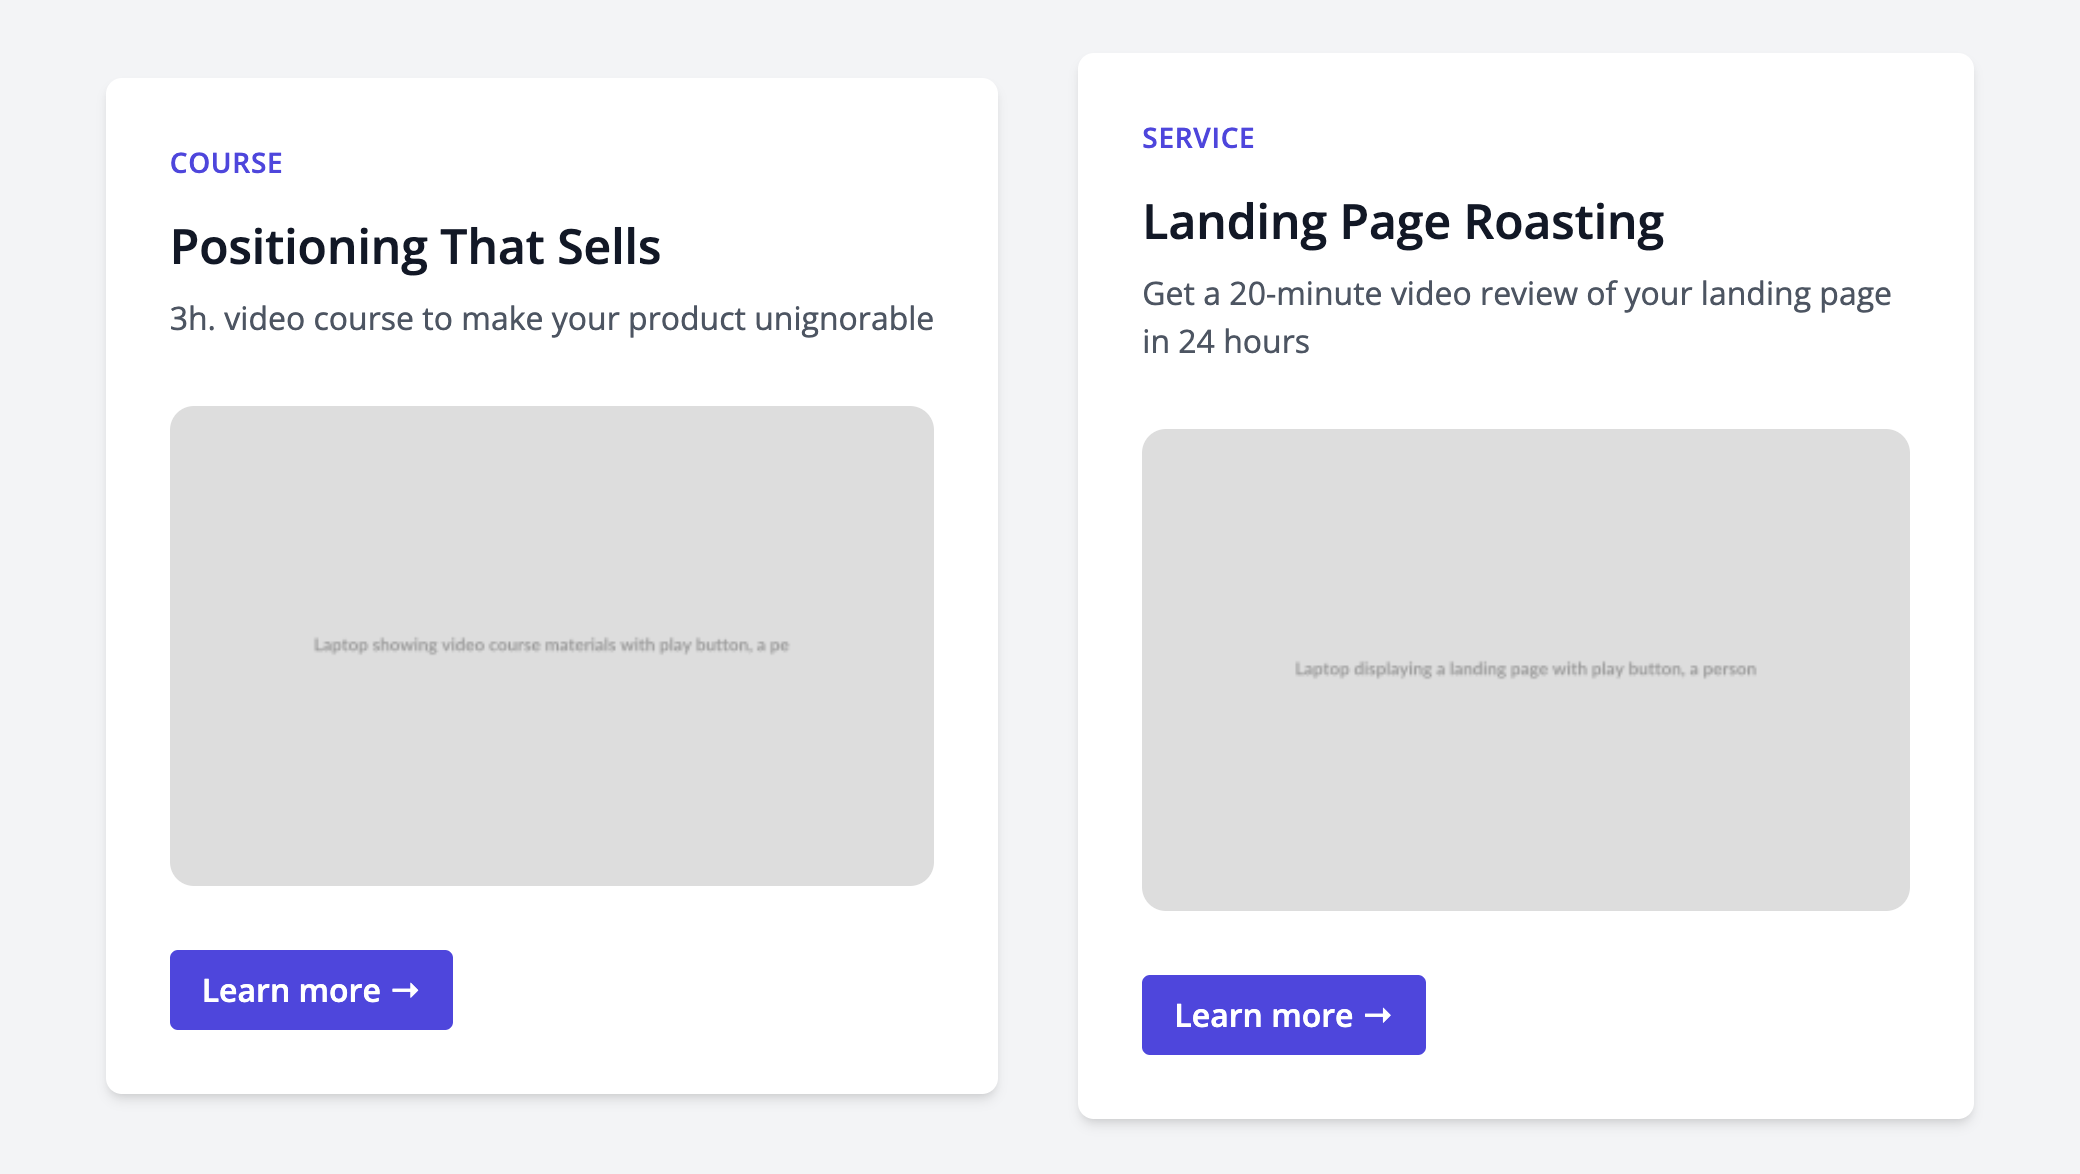 COURSE
Positioning That Sells
3h. video course to make your product unignorable
Laptop showing video course materials with play button, a pe
Learn more →
SERVICE
Landing Page Roasting
Get a 20-minute video review of your landing page
in 24 hours
Laptop displaying a landing page with play button, a person
Learn more →